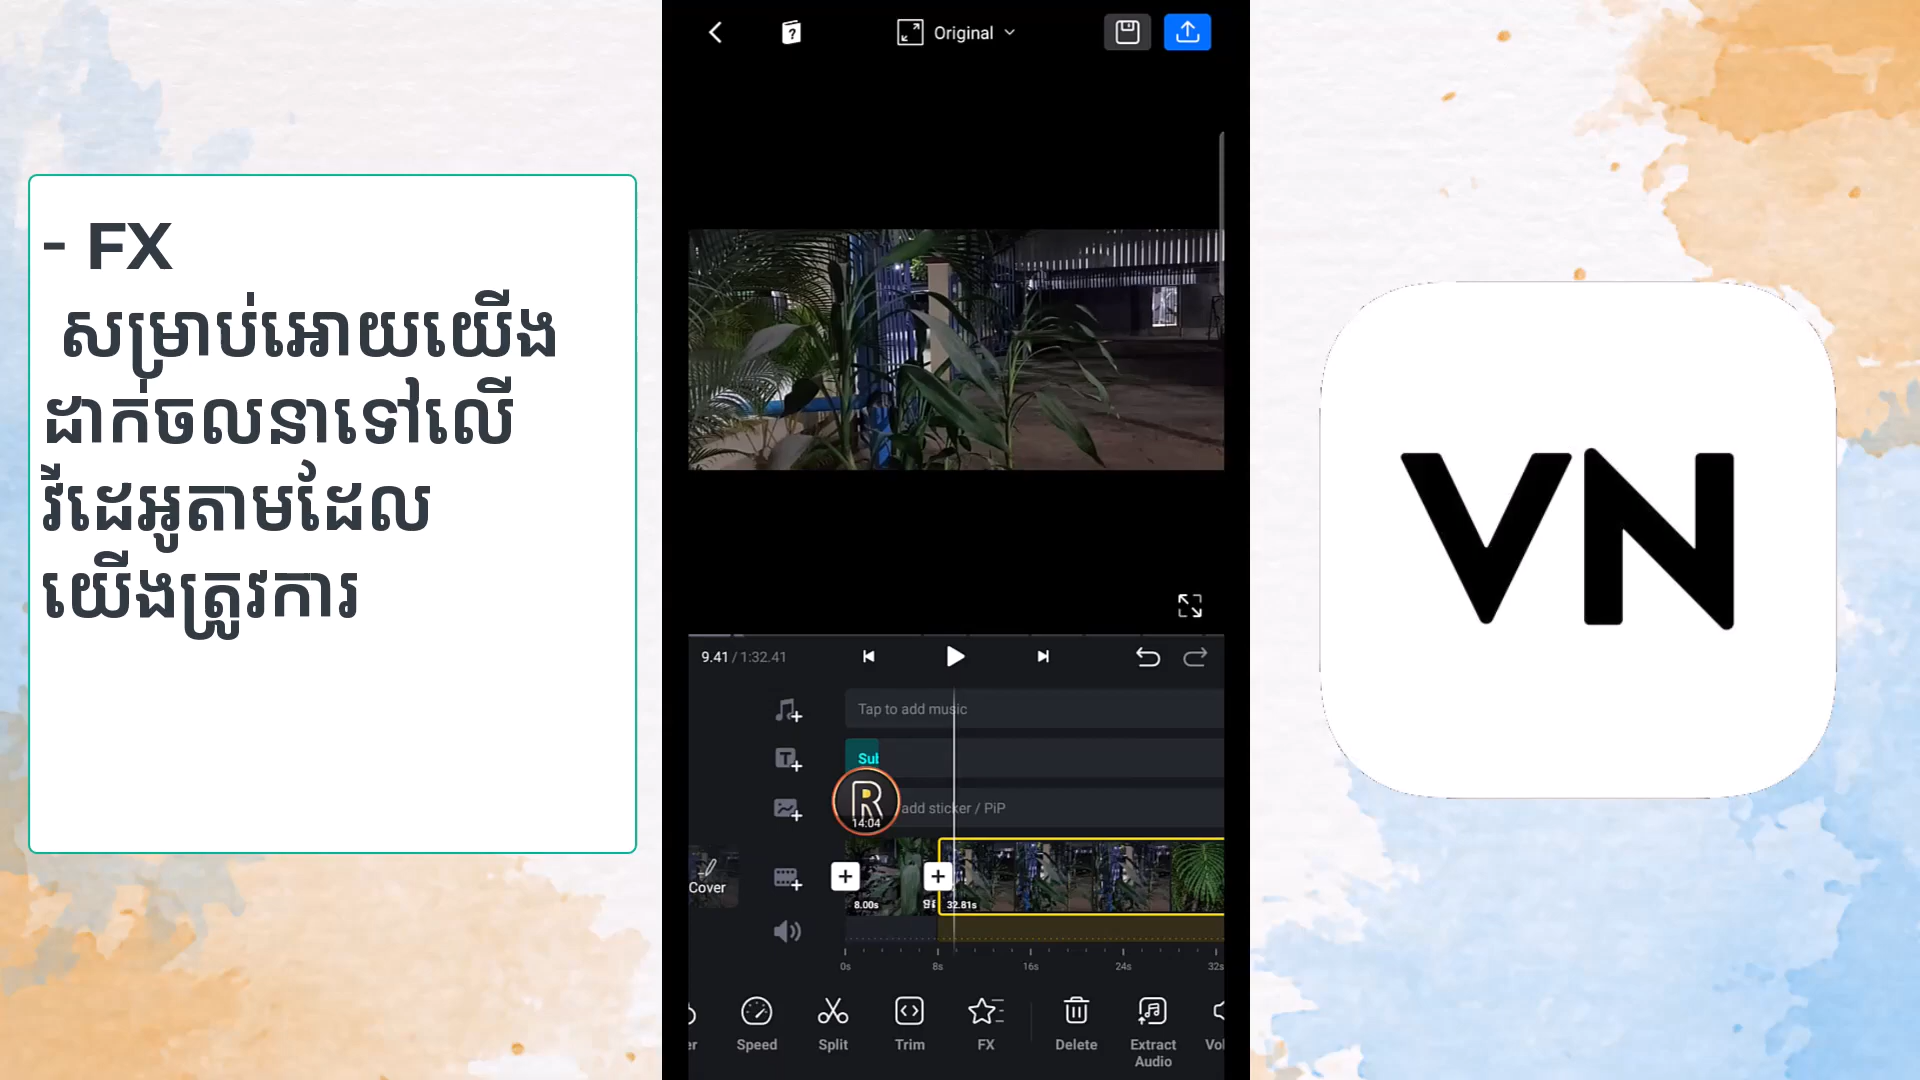 - FX
សម្រាប់អោយយើង
ដាក់ចលនាទៅលើ
វីដេអូតាមដែល
យើងត្រូវការ
Original
9.41 / 1:32.41
Tap to add music
Sul
R
14:04
add sticker / PiP
Cover
8.00s
32.81s
0s 8s 16s 24s 32s
Speed Split Trim FX Delete Extract Audio
VN